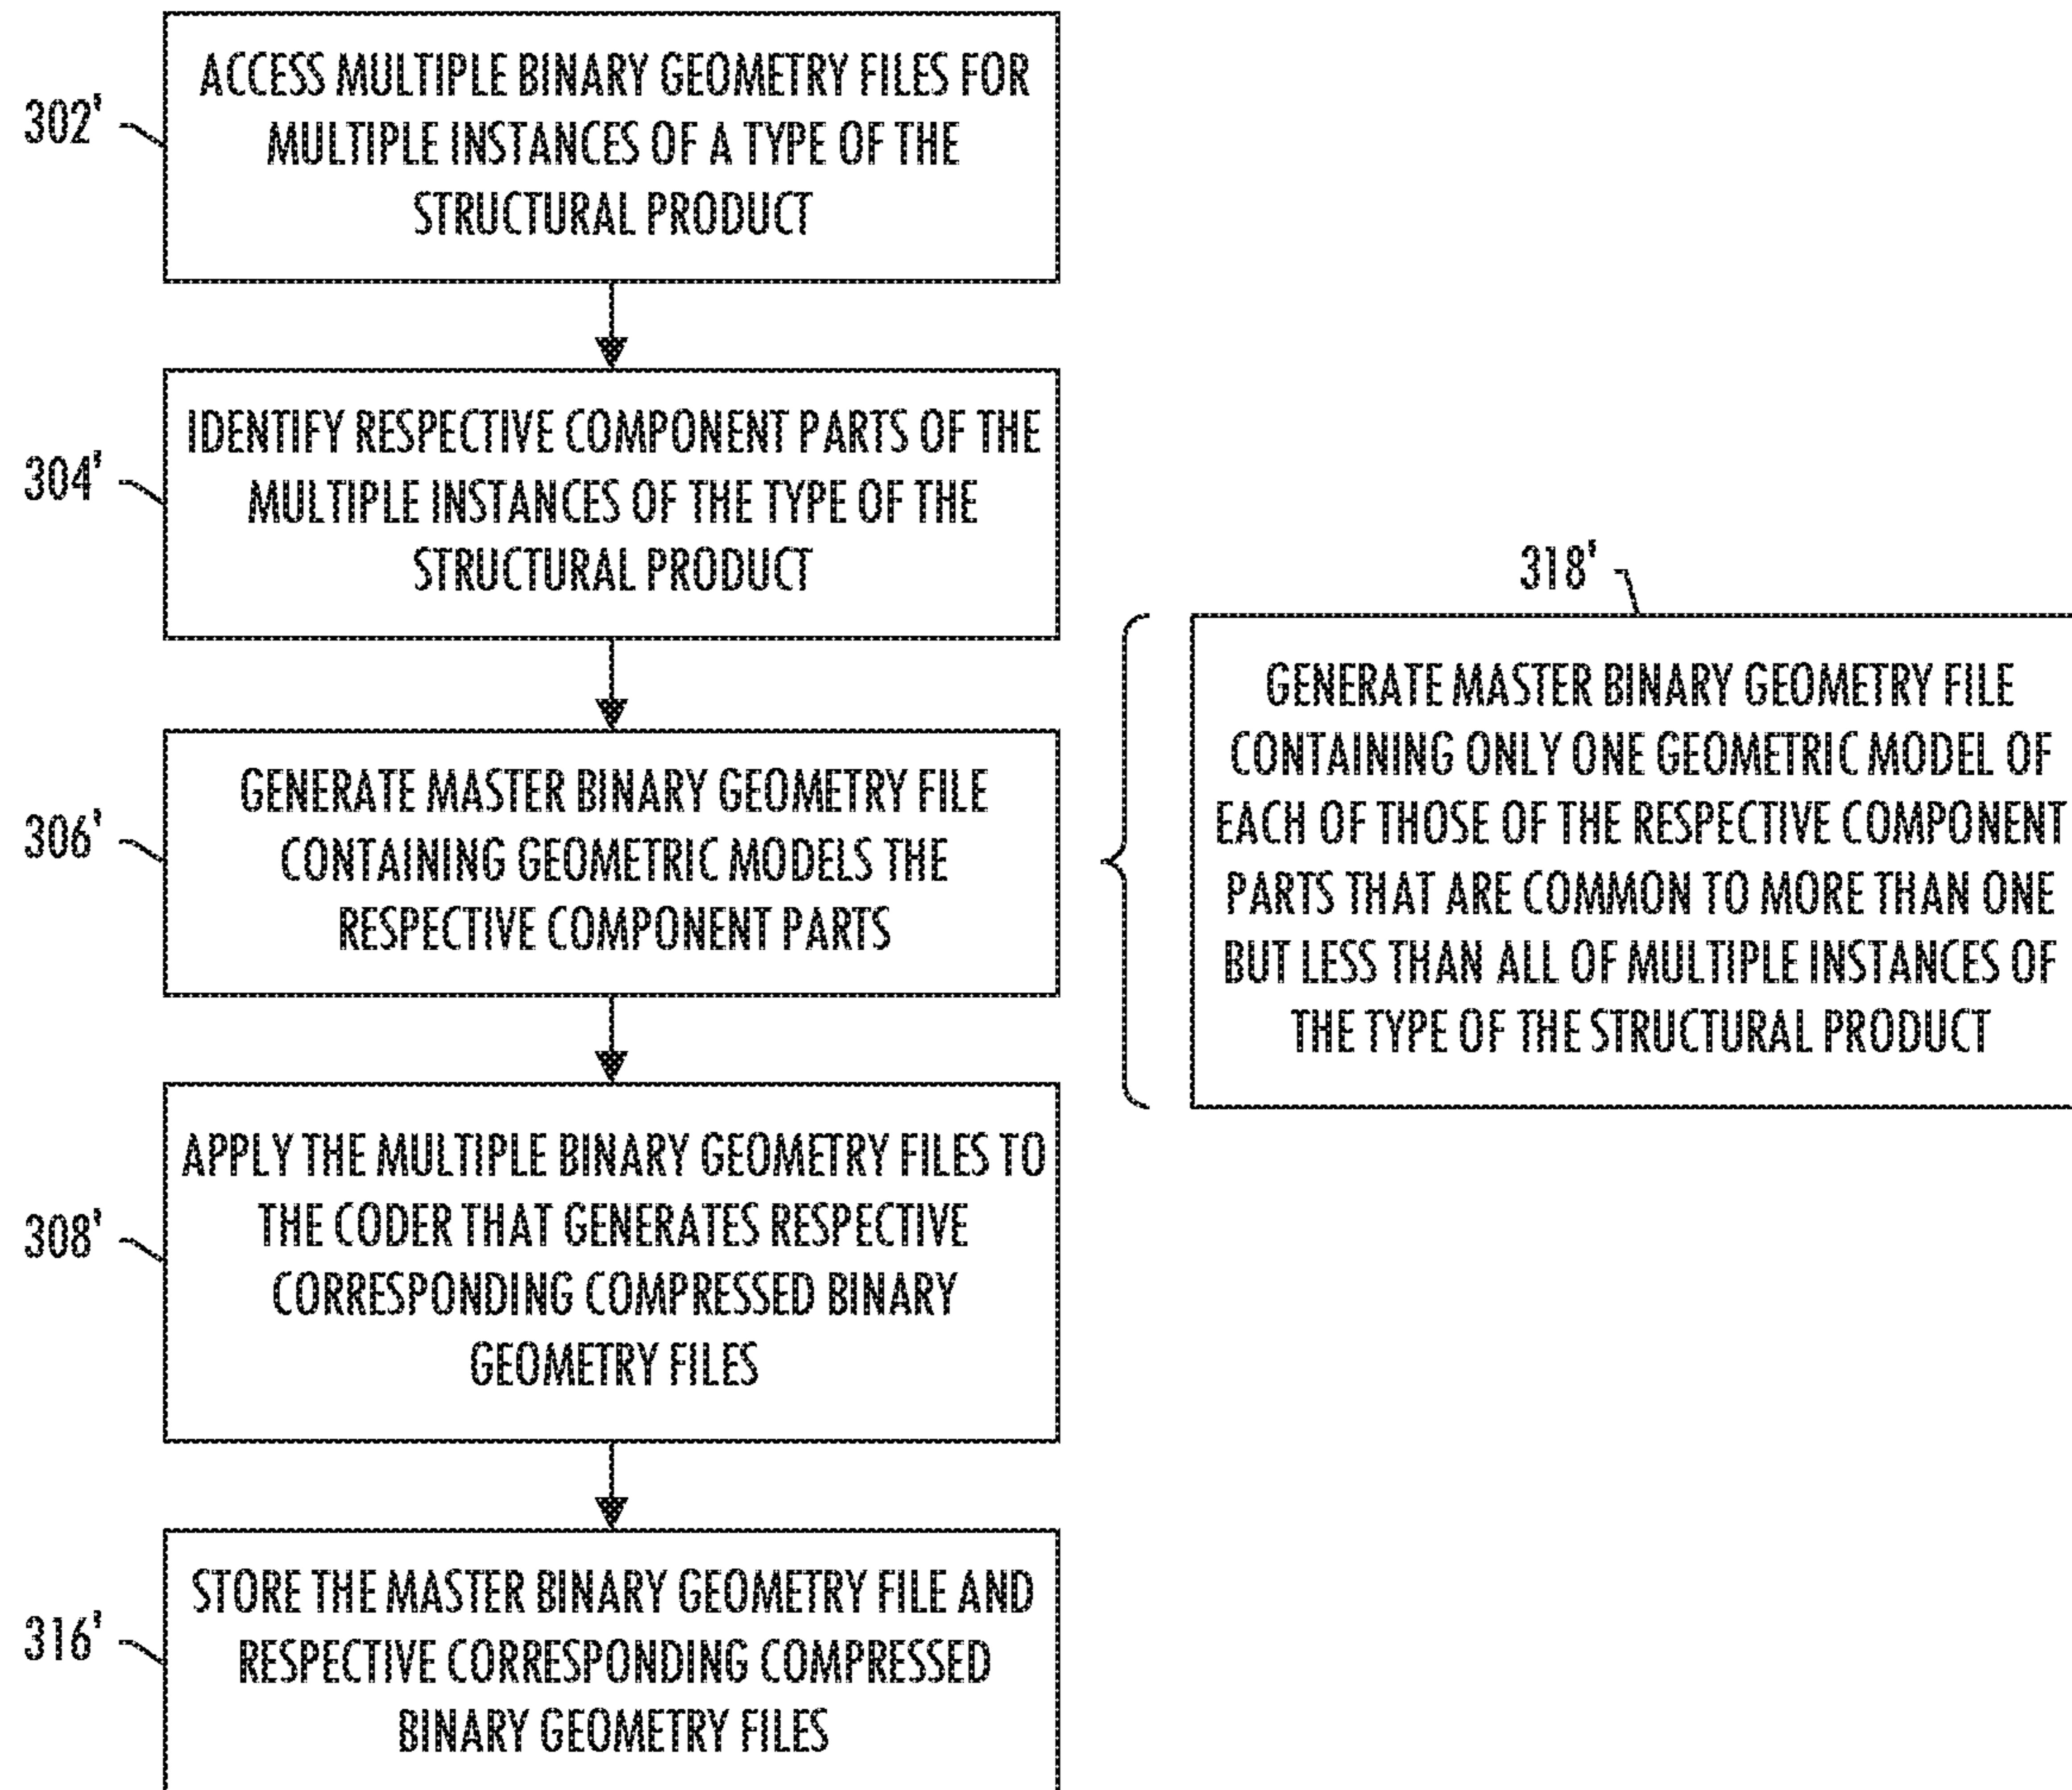 302'
ACCESS MULTIPLE BINARY GEOMETRY FILES FOR
MULTIPLE INSTANCES OF A TYPE OF THE
STRUCTURAL PRODUCT
304'
IDENTIFY RESPECTIVE COMPONENT PARTS OF THE
MULTIPLE INSTANCES OF THE TYPE OF THE
STRUCTURAL PRODUCT
306'
GENERATE MASTER BINARY GEOMETRY FILE
CONTAINING GEOMETRIC MODELS THE
RESPECTIVE COMPONENT PARTS
318'
GENERATE MASTER BINARY GEOMETRY FILE
CONTAINING ONLY ONE GEOMETRIC MODEL OF
EACH OF THOSE OF THE RESPECTIVE COMPONENT
PARTS THAT ARE COMMON TO MORE THAN ONE
BUT LESS THAN ALL OF MULTIPLE INSTANCES OF
THE TYPE OF THE STRUCTURAL PRODUCT
308'
APPLY THE MULTIPLE BINARY GEOMETRY FILES TO
THE CODER THAT GENERATES RESPECTIVE
CORRESPONDING COMPRESSED BINARY
GEOMETRY FILES
316'
STORE THE MASTER BINARY GEOMETRY FILE AND
RESPECTIVE CORRESPONDING COMPRESSED
BINARY GEOMETRY FILES